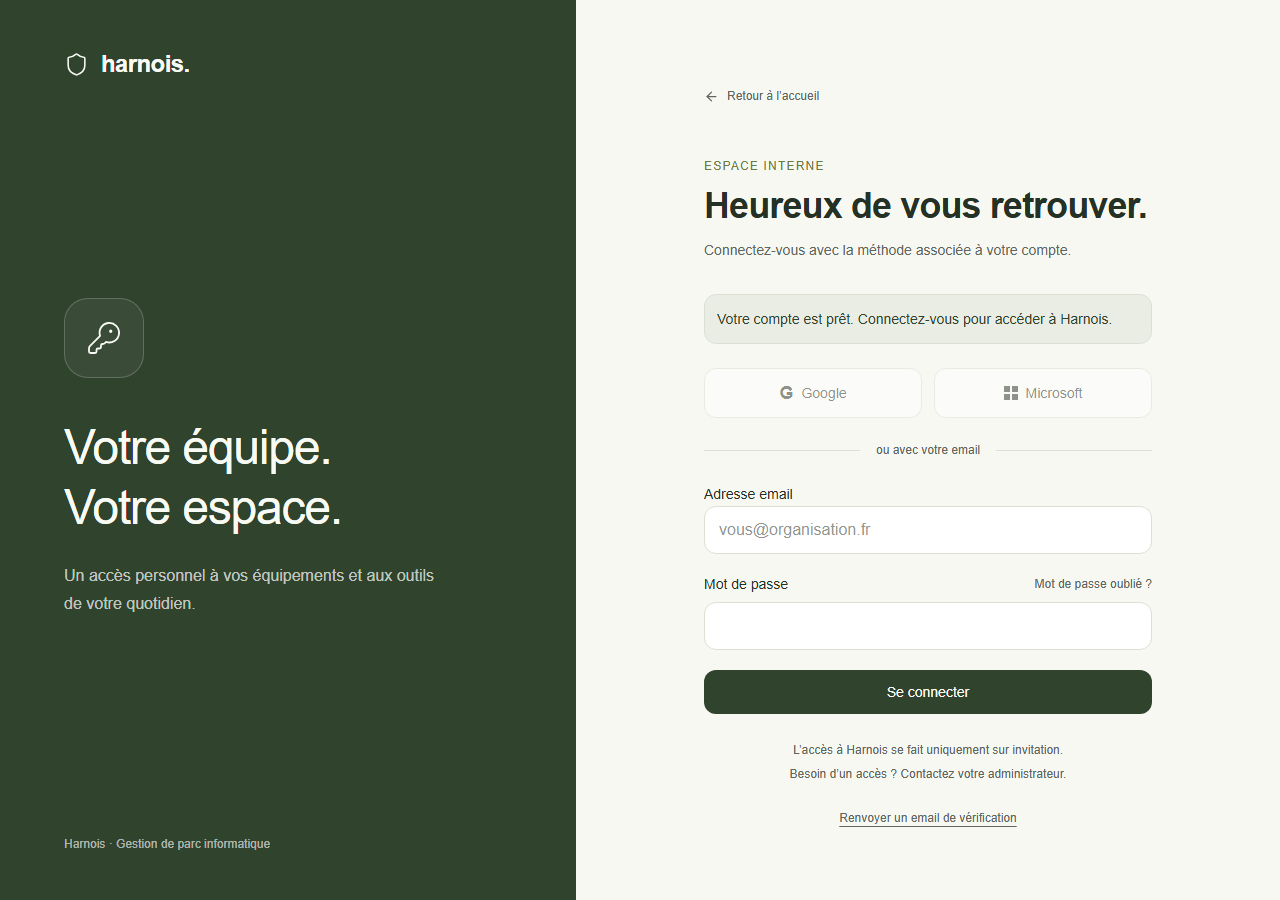 harnois.
Votre équipe.
Votre espace.
Un accès personnel à vos équipements et aux outils
de votre quotidien.
Harnois · Gestion de parc informatique
Retour à l’accueil
ESPACE INTERNE
Heureux de vous retrouver.
Connectez-vous avec la méthode associée à votre compte.
Votre compte est prêt. Connectez-vous pour accéder à Harnois.
G Google
Microsoft
ou avec votre email
Adresse email
vous@organisation.fr
Mot de passe
Mot de passe oublié ?
Se connecter
L’accès à Harnois se fait uniquement sur invitation.
Besoin d’un accès ? Contactez votre administrateur.
Renvoyer un email de vérification